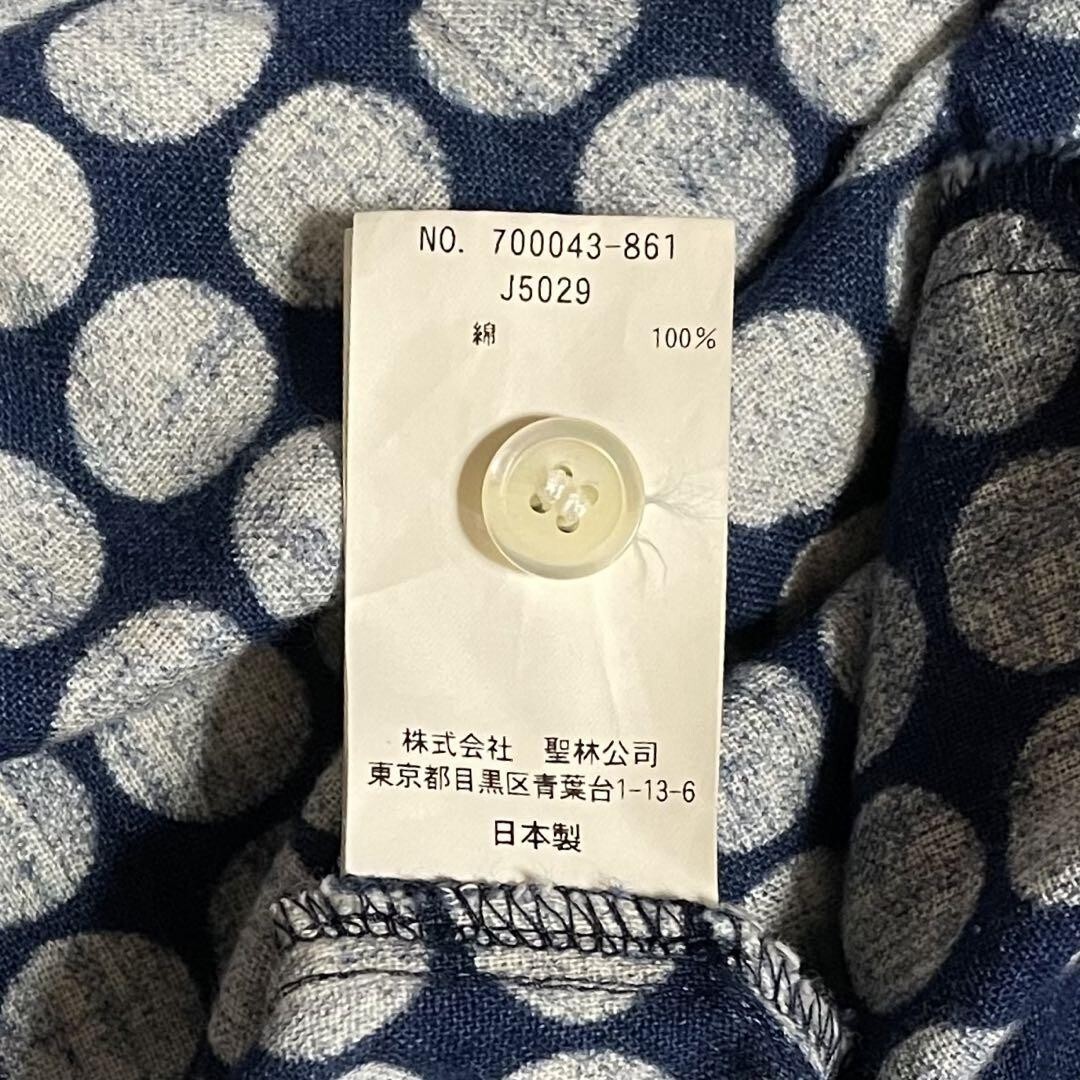 NO. 700043-861
J5029
綿 100%
株式会社 聖林公司
東京都目黒区青葉台1-13-6
日本製